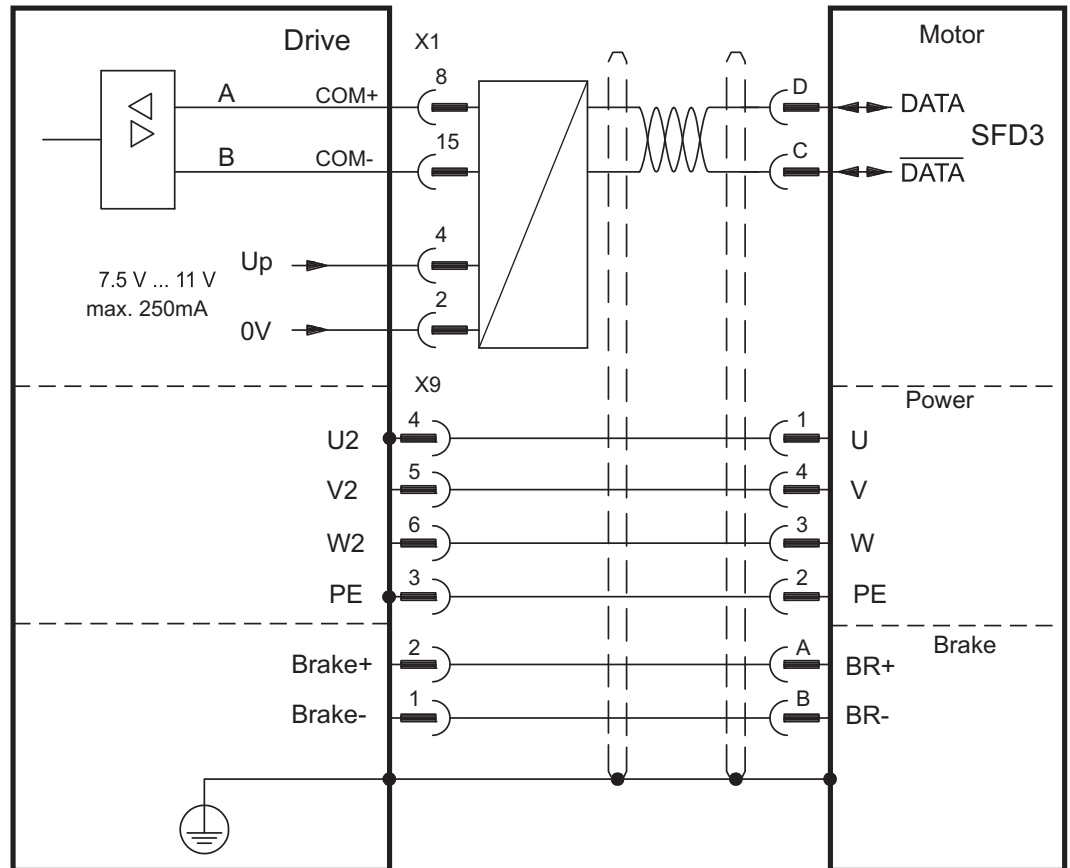 Drive
X1
Motor
A
COM+
8
D
DATA
SFD3
B
COM-
15
C
DATA
Up
4
7.5 V ... 11 V
max. 250mA
0V
2
X9
Power
U2
4
1
U
V2
5
4
V
W2
6
3
W
PE
3
2
PE
Brake
Brake+
2
A
BR+
Brake-
1
B
BR-